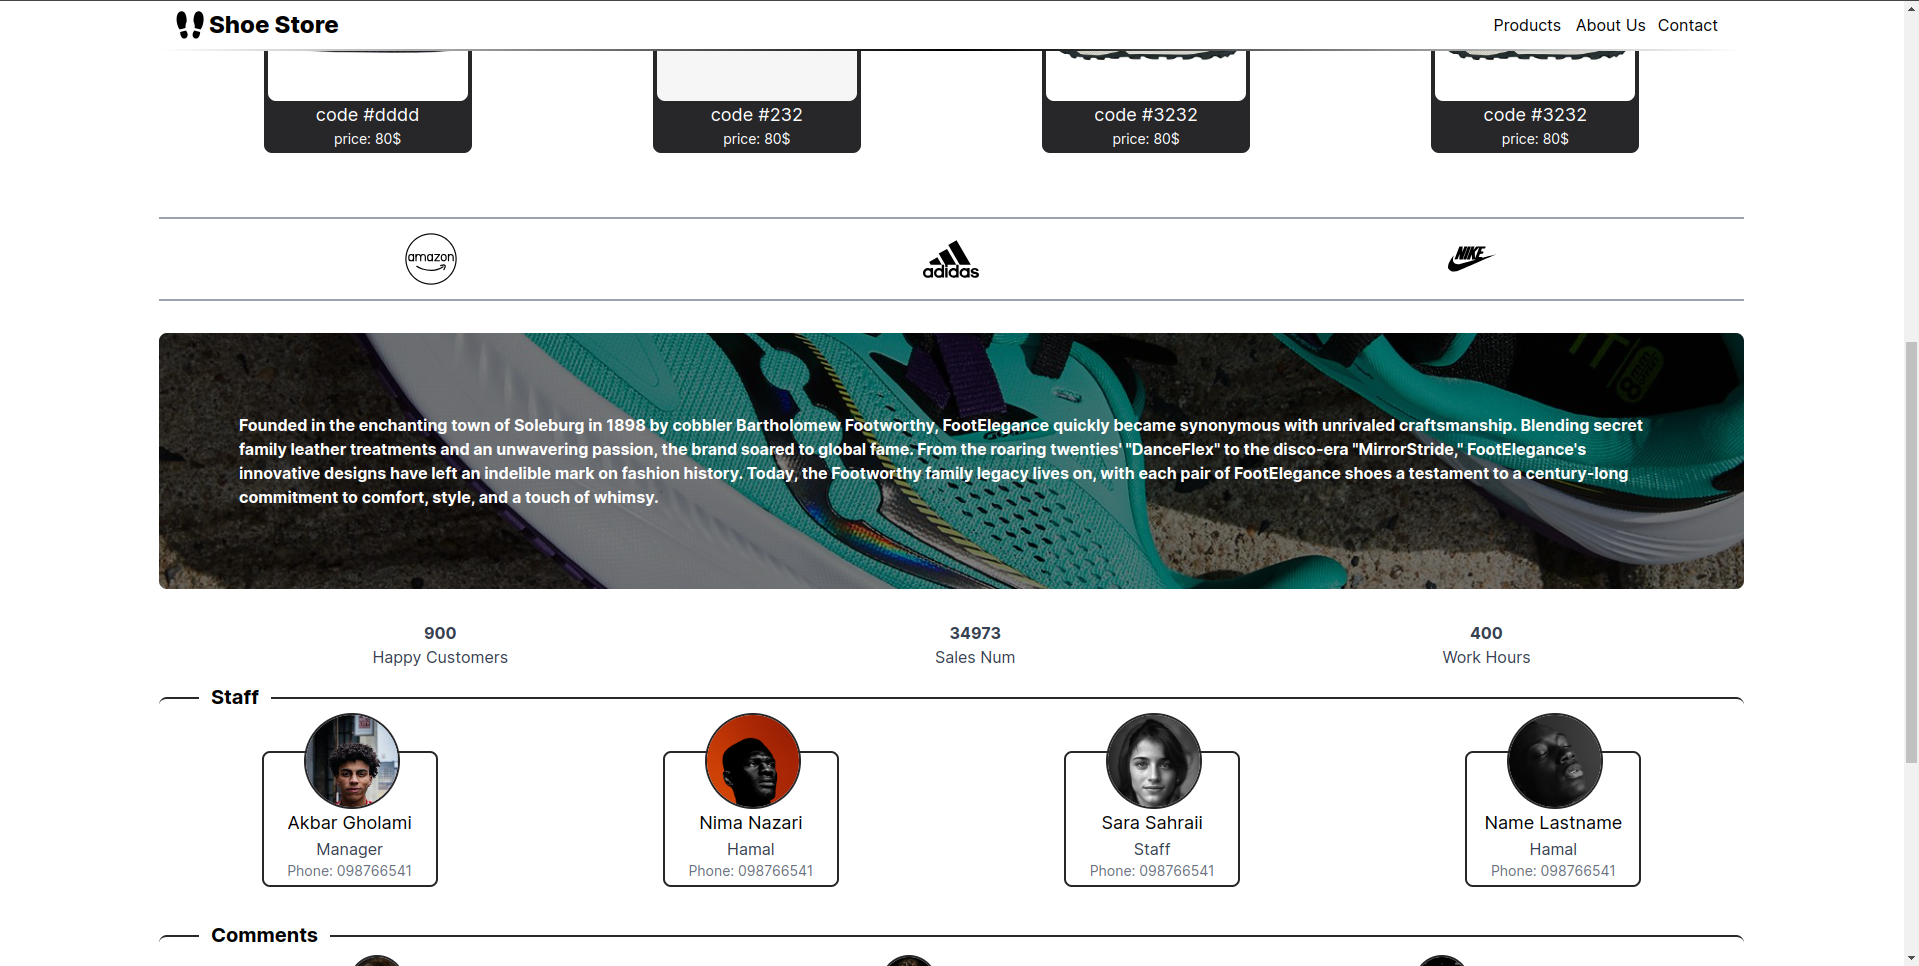 Shoe Store
Products About Us Contact
code #dddd
price: 80$
code #232
price: 80$
code #3232
price: 80$
code #3232
price: 80$
amazon
adidas
NIKE
Founded in the enchanting town of Soleburg in 1898 by cobbler Bartholomew Footworthy, FootElegance quickly became synonymous with unrivaled craftsmanship. Blending secret
family leather treatments and an unwavering passion, the brand soared to global fame. From the roaring twenties' "DanceFlex" to the disco-era "MirrorStride," FootElegance's
innovative designs have left an indelible mark on fashion history. Today, the Footworthy family legacy lives on, with each pair of FootElegance shoes a testament to a century-long
commitment to comfort, style, and a touch of whimsy.
900
Happy Customers
34973
Sales Num
400
Work Hours
Staff
Akbar Gholami
Manager
Phone: 098766541
Nima Nazari
Hamal
Phone: 098766541
Sara Sahraii
Staff
Phone: 098766541
Name Lastname
Hamal
Phone: 098766541
Comments